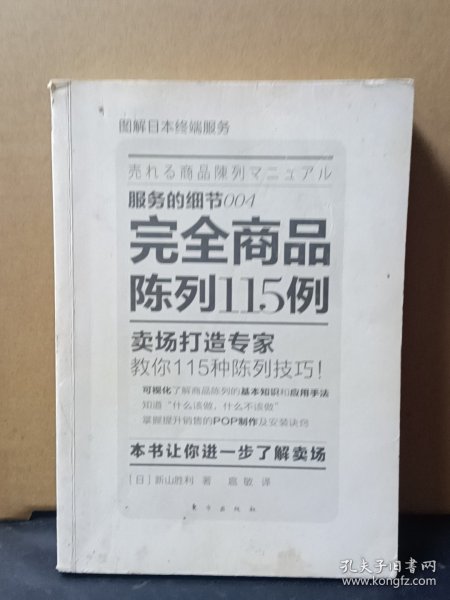 图解日本终端服务
売れる商品陳列マニュアル
服务的细节004
完全商品
陈列115例
卖场打造专家
教你115种陈列技巧！
可视化了解商品陈列的基本知识和应用手法
知道“什么该做，什么不该做”
掌握提升销售的POP制作及安装诀窍
本书让你进一步了解卖场
［日］新山胜利 著 扈敏 译
东方出版社
孔夫子旧书网
www.kongfz.com